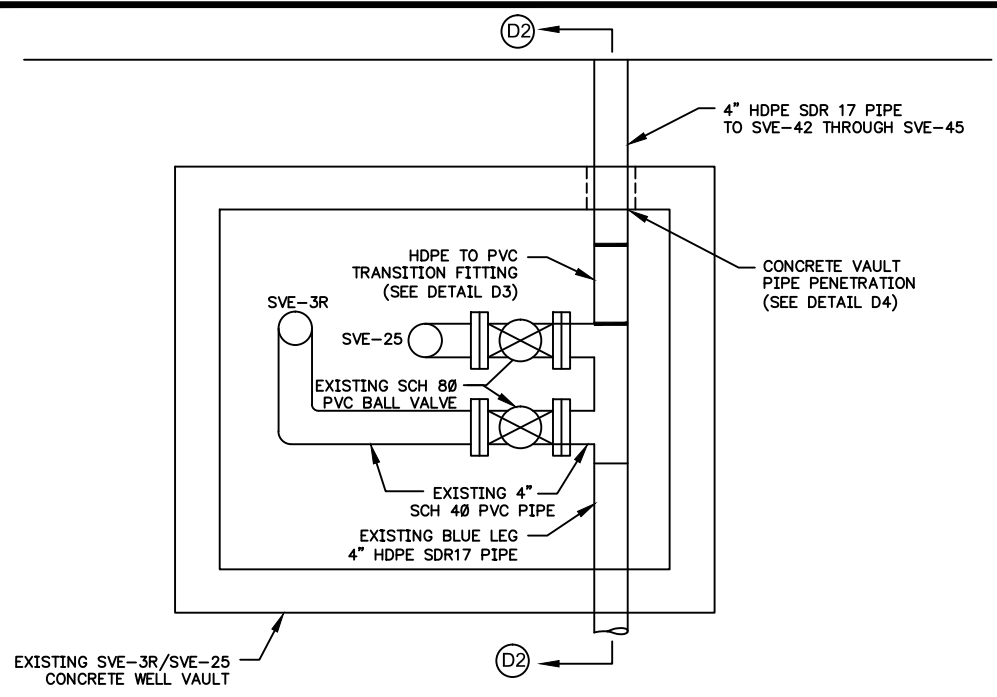 D2
4" HDPE SDR 17 PIPE
TO SVE-42 THROUGH SVE-45
HDPE TO PVC
TRANSITION FITTING
(SEE DETAIL D3)
CONCRETE VAULT
PIPE PENETRATION
(SEE DETAIL D4)
SVE-3R
SVE-25
EXISTING SCH 80
PVC BALL VALVE
EXISTING 4"
SCH 40 PVC PIPE
EXISTING BLUE LEG
4" HDPE SDR17 PIPE
EXISTING SVE-3R/SVE-25
CONCRETE WELL VAULT
D2